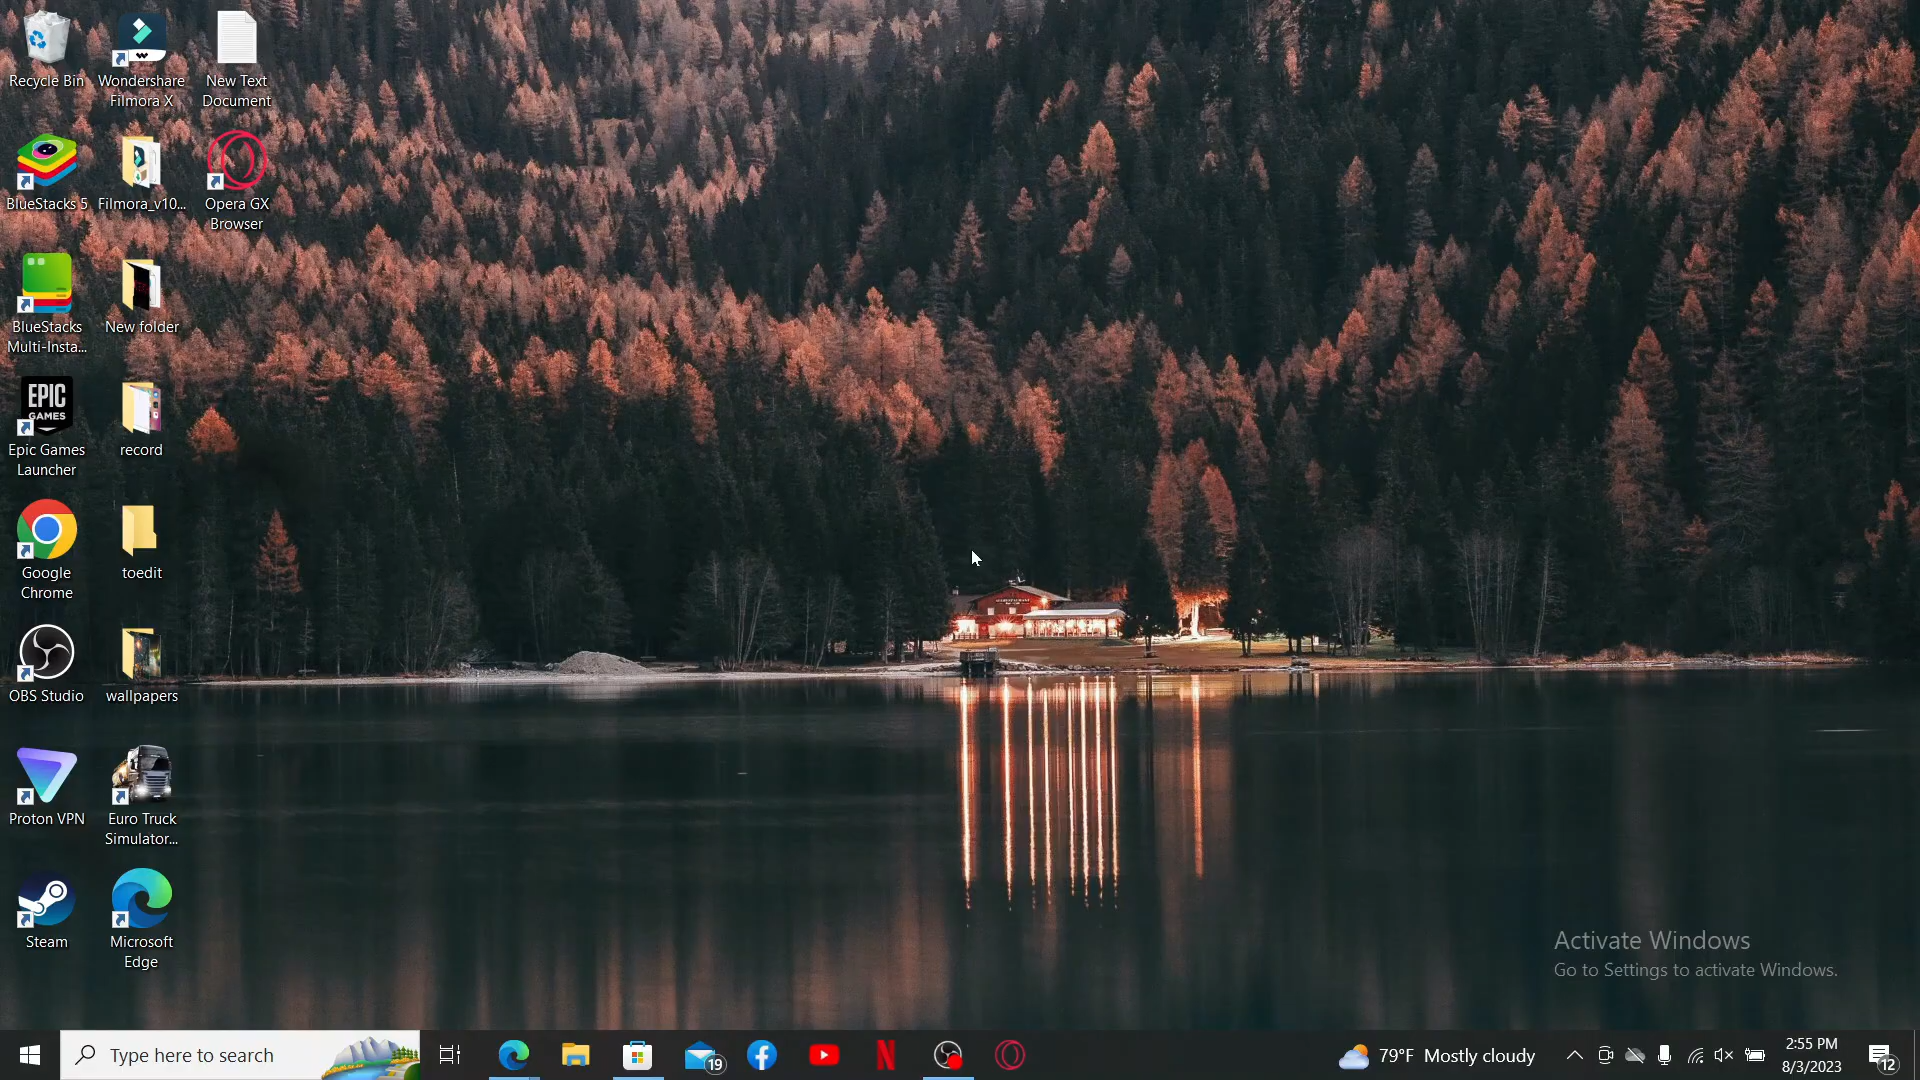 Recycle Bin
Wondershare
Filmora X
New Text
Document
BlueStacks 5
Filmora_v10...
Opera GX
Browser
BlueStacks
Multi-Insta...
New folder
EPIC
GAMES
Epic Games
Launcher
record
Google
Chrome
toedit
OBS Studio
wallpapers
Proton VPN
Euro Truck
Simulator...
Steam
Microsoft
Edge
Activate Windows
Go to Settings to activate Windows.
Type here to search
19
79°F Mostly cloudy
2:55 PM
8/3/2023
12